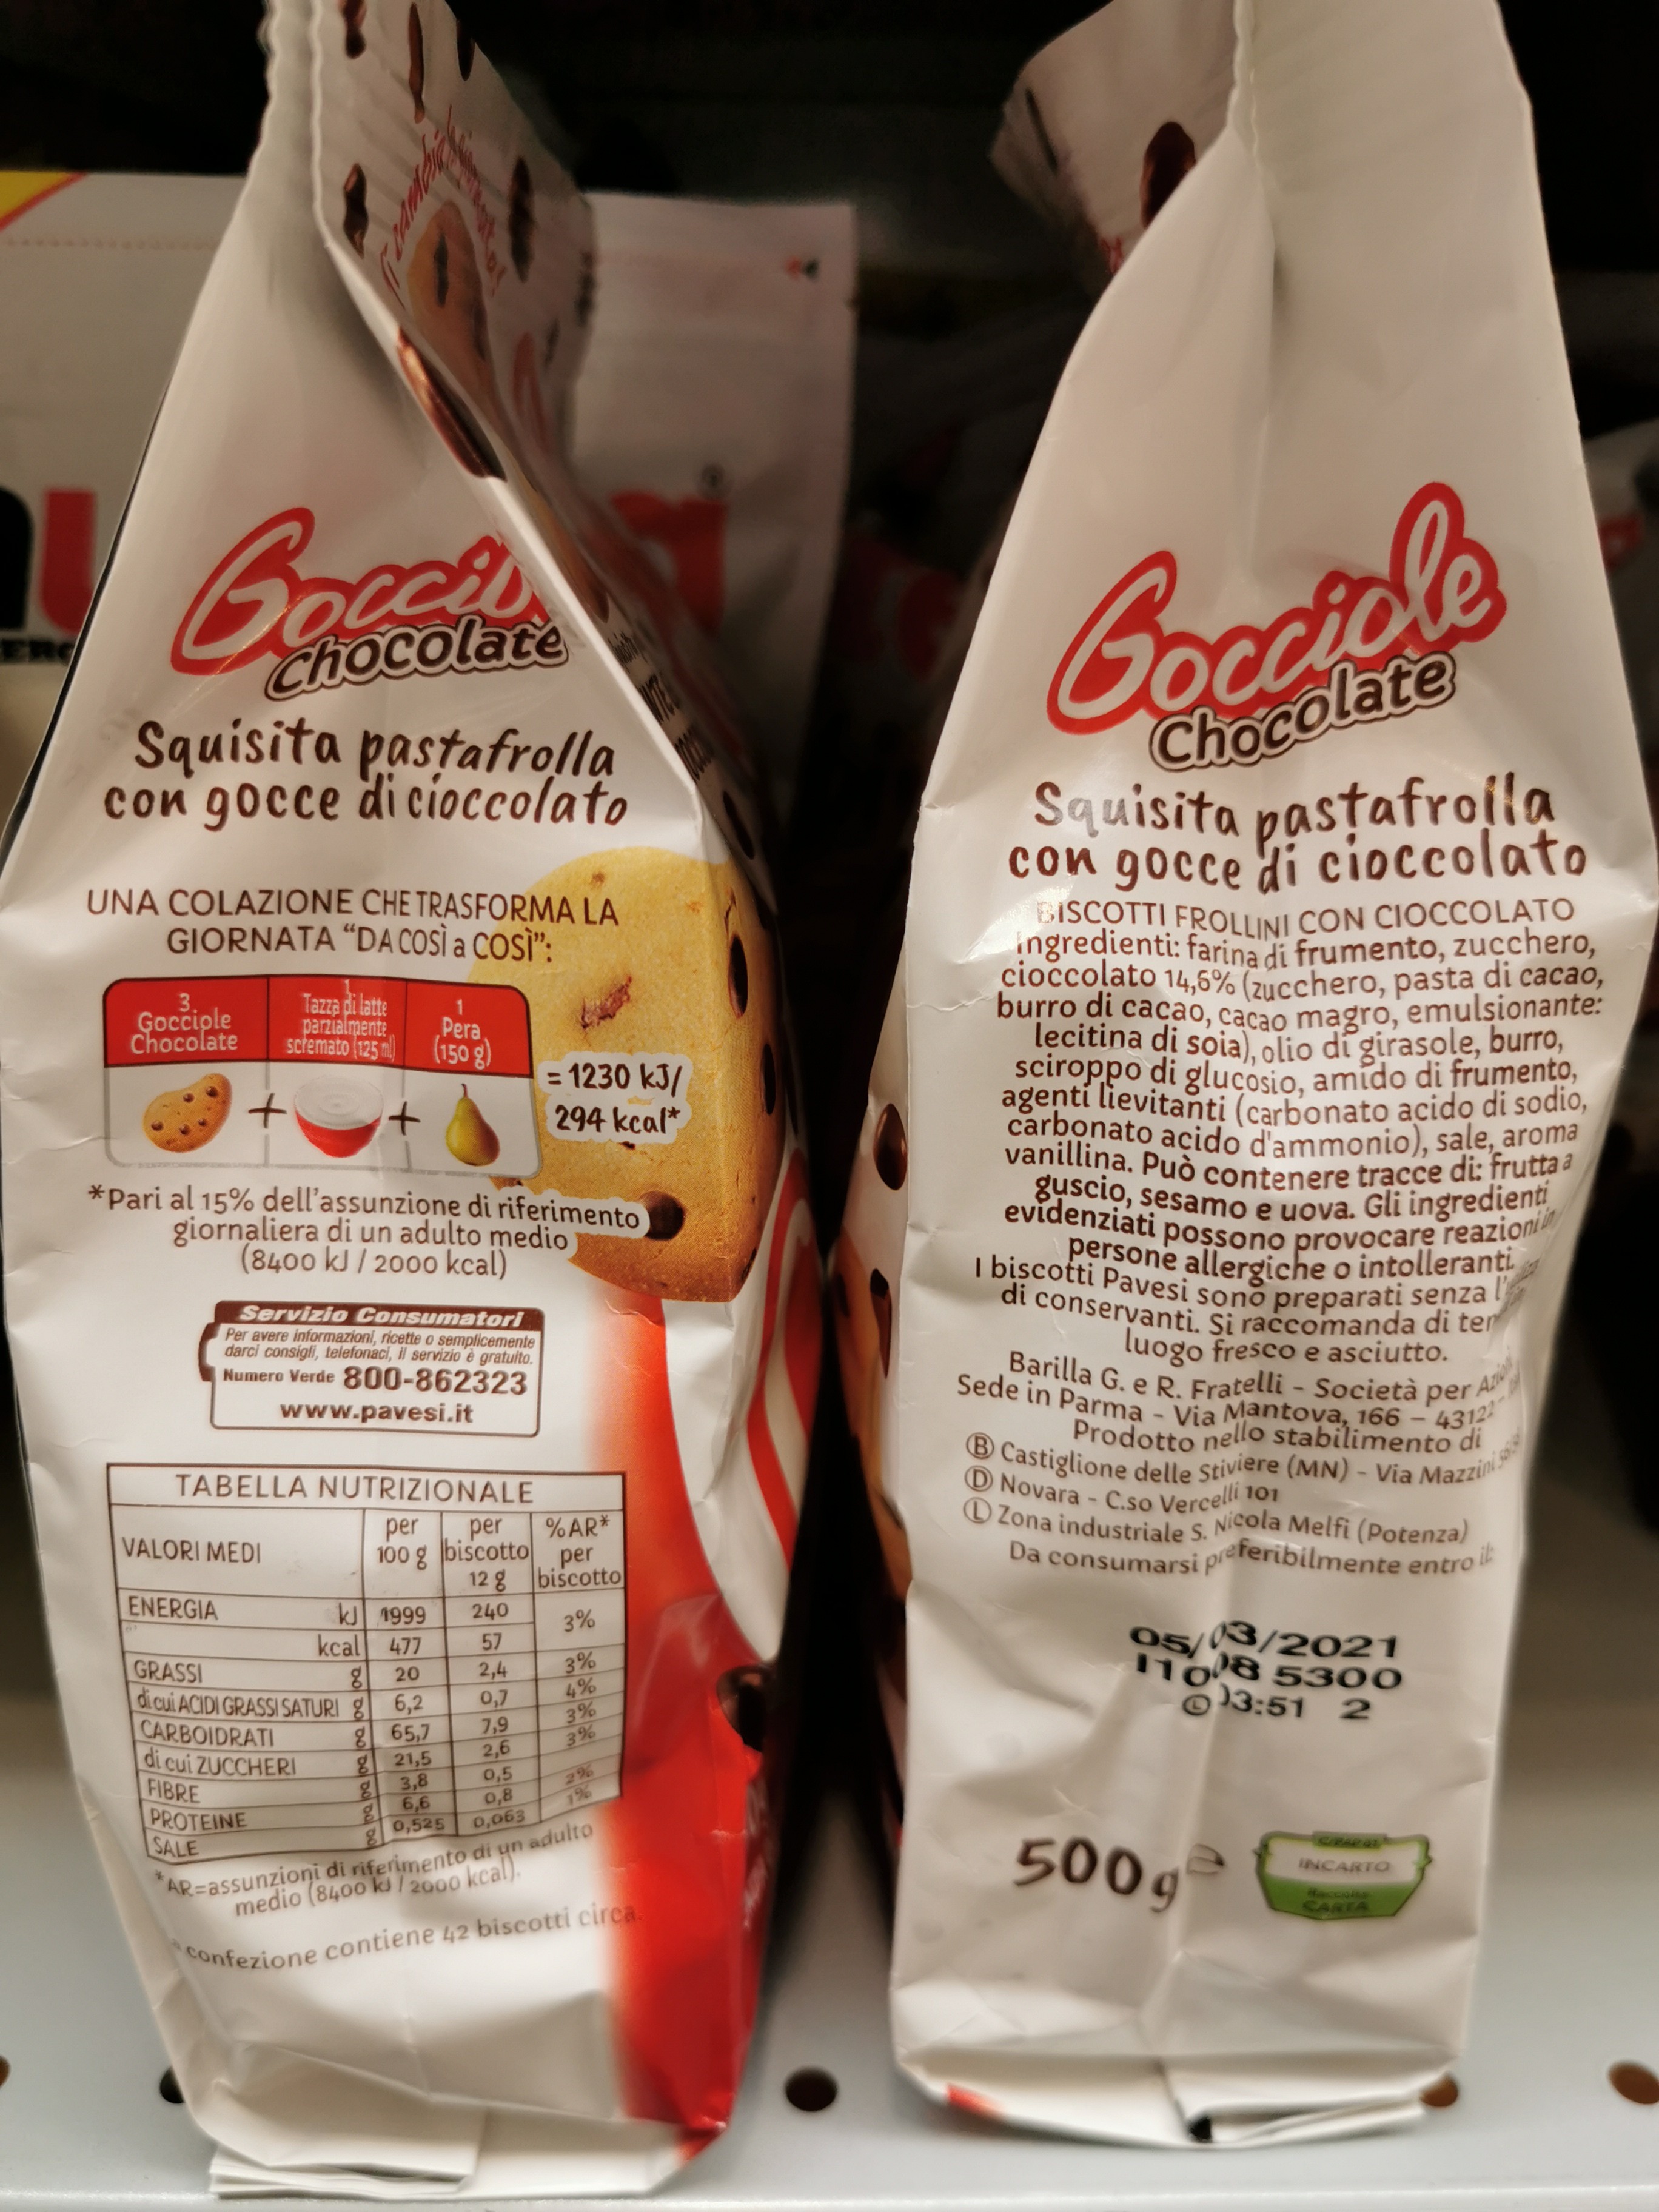 Gocciole
Chocolate
Squisita pastafrolla
con gocce di cioccolato
UNA COLAZIONE CHE TRASFORMA LA
GIORNATA "DA COSÌ a COSÌ":
3
Gocciole
Chocolate
1
Tazza di latte
parzialmente
scremato (125 ml)
1
Pera
(150 g)
+
+
= 1230 kJ/
294 kcal*
*Pari al 15% dell'assunzione di riferimento
giornaliera di un adulto medio
(8400 kJ / 2000 kcal)
Servizio Consumatori
Per avere informazioni, ricette o semplicemente
darci consigli, telefonaci, il servizio è gratuito.
Numero Verde 800-862323
www.pavesi.it
TABELLA NUTRIZIONALE
VALORI MEDI per 100 g per biscotto 12 g %AR* per biscotto
ENERGIA kJ 1999 240 3%
kcal 477 57
GRASSI g 20 2,4 3%
di cui ACIDI GRASSI SATURI g 6,2 0,7 4%
CARBOIDRATI g 65,7 7,9 3%
di cui ZUCCHERI g 21,5 2,6 3%
FIBRE g 3,8 0,5
PROTEINE g 6,6 0,8 2%
SALE g 0,525 0,063 1%
*AR=assunzioni di riferimento di un adulto
medio (8400 kJ / 2000 kcal).
confezione contiene 42 biscotti circa.
Gocciole
Chocolate
Squisita pastafrolla
con gocce di cioccolato
BISCOTTI FROLLINI CON CIOCCOLATO
Ingredienti: farina di frumento, zucchero,
cioccolato 14,6% (zucchero, pasta di cacao,
burro di cacao, cacao magro, emulsionante:
lecitina di soia), olio di girasole, burro,
sciroppo di glucosio, amido di frumento,
agenti lievitanti (carbonato acido di sodio,
carbonato acido d'ammonio), sale, aroma
vanillina. Può contenere tracce di: frutta a
guscio, sesamo e uova. Gli ingredienti
evidenziati possono provocare reazioni in
persone allergiche o intolleranti.
I biscotti Pavesi sono preparati senza
di conservanti. Si raccomanda di
luogo fresco e asciutto.
Barilla G. e R. Fratelli - Società per
Sede in Parma - Via Mantova, 166 - 43122
Prodotto nello stabilimento di
Ⓑ Castiglione delle Stiviere (MN) - Via Mazzini
Ⓓ Novara - C.so Vercelli 101
Ⓛ Zona industriale S. Nicola Melfi (Potenza)
Da consumarsi preferibilmente entro il:
05/03/2021
5300
Ⓛ 03:51 2
500 g e
C/PAP 81
INCARTO
Raccolta
CARTA